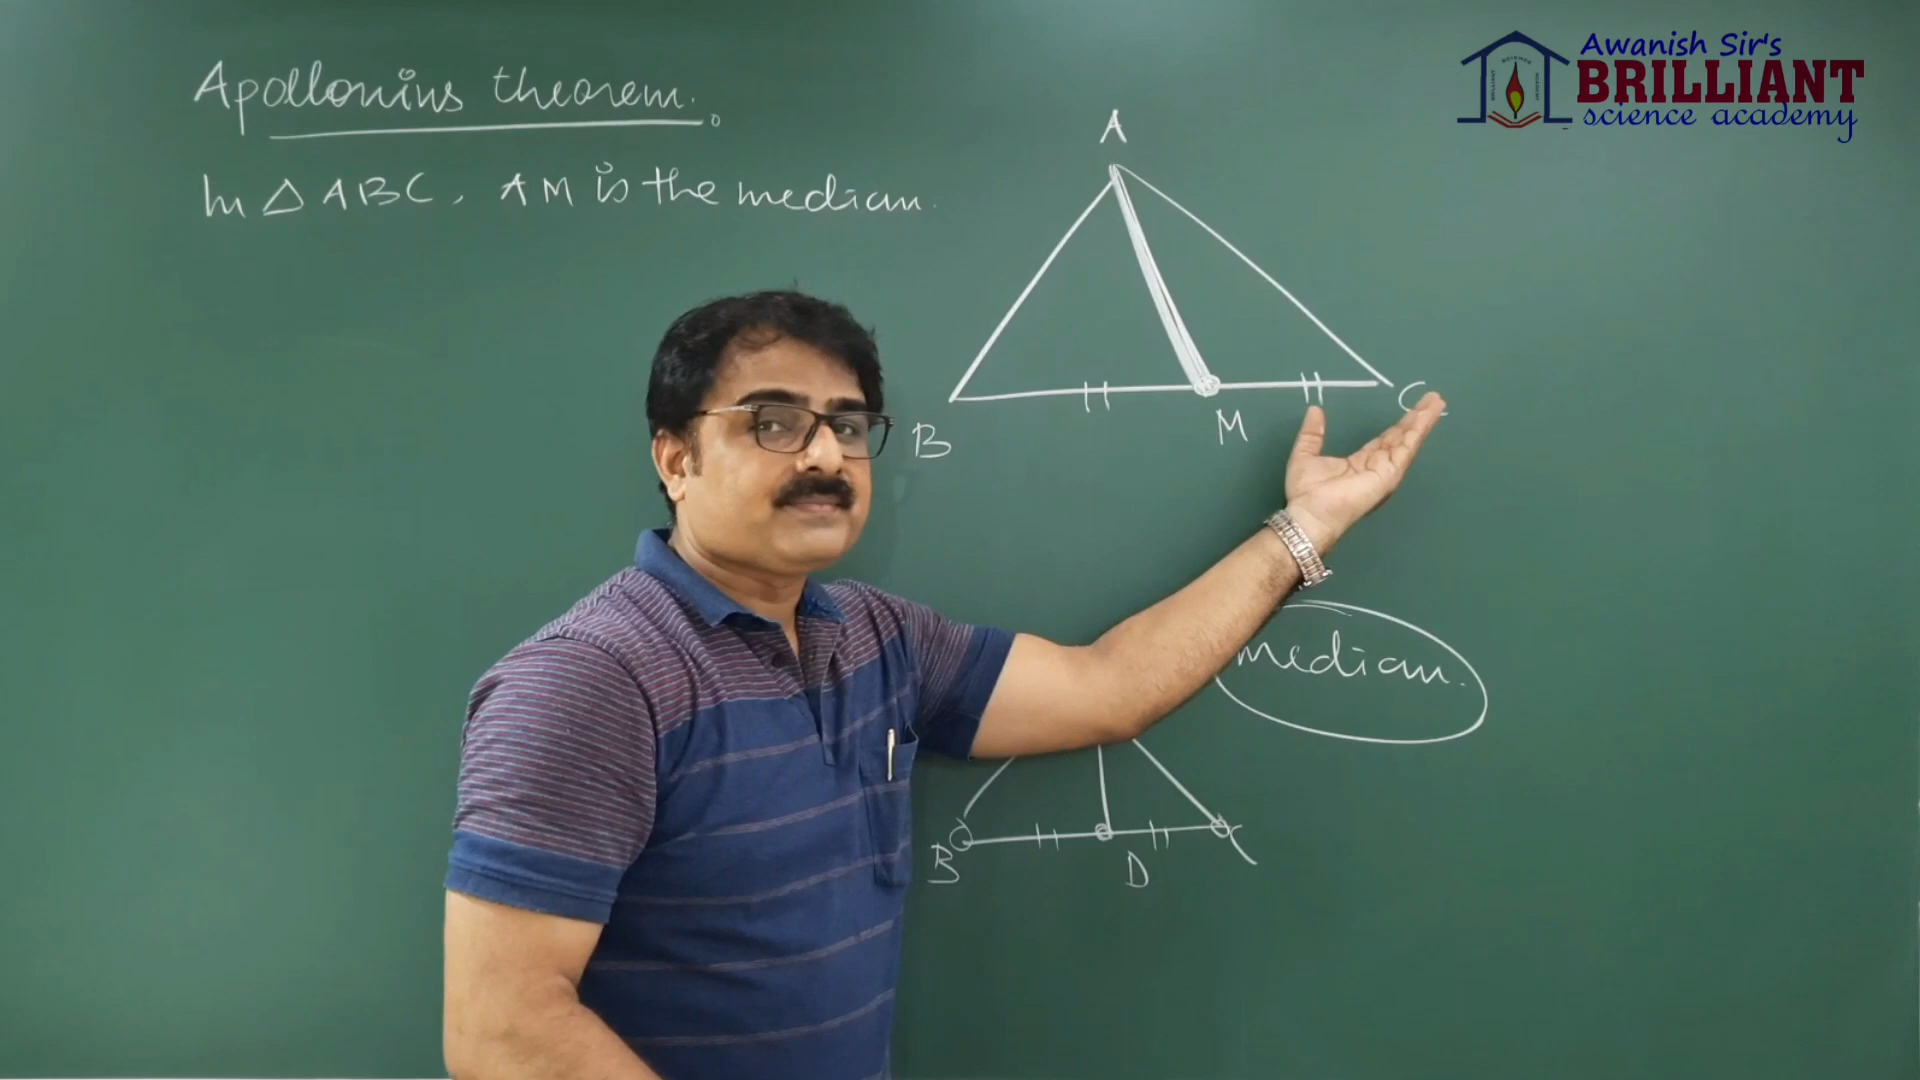 Apollonius theorem.
In △ABC, AM is the median.
A
B
M
C
median.
B
D
C
Awanish Sir's
BRILLIANT
science academy